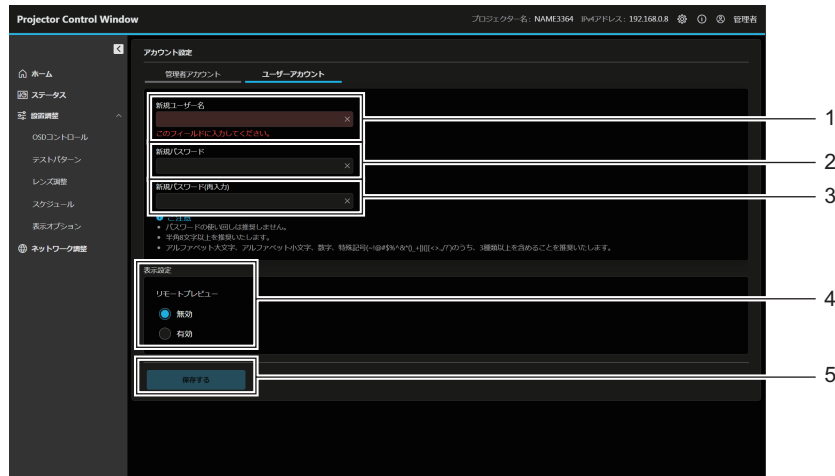 Projector Control Window
プロジェクター名: NAME3364 IPv4アドレス: 192.168.0.8 管理者
アカウント設定
ホーム
ステータス
設置調整
OSDコントロール
テストパターン
レンズ調整
スケジュール
表示オプション
ネットワーク調整
管理者アカウント ユーザーアカウント
新規ユーザー名
このフィールドに入力してください。
1
新規パスワード
2
新規パスワード(再入力)
3
ご注意
• パスワードの使い回しは推奨しません。
• 半角8文字以上を推奨いたします。
• アルファベット大文字、アルファベット小文字、数字、特殊記号のうち、3種類以上を含めることを推奨いたします。
表示設定
リモートプレビュー
無効
有効
4
保存する
5